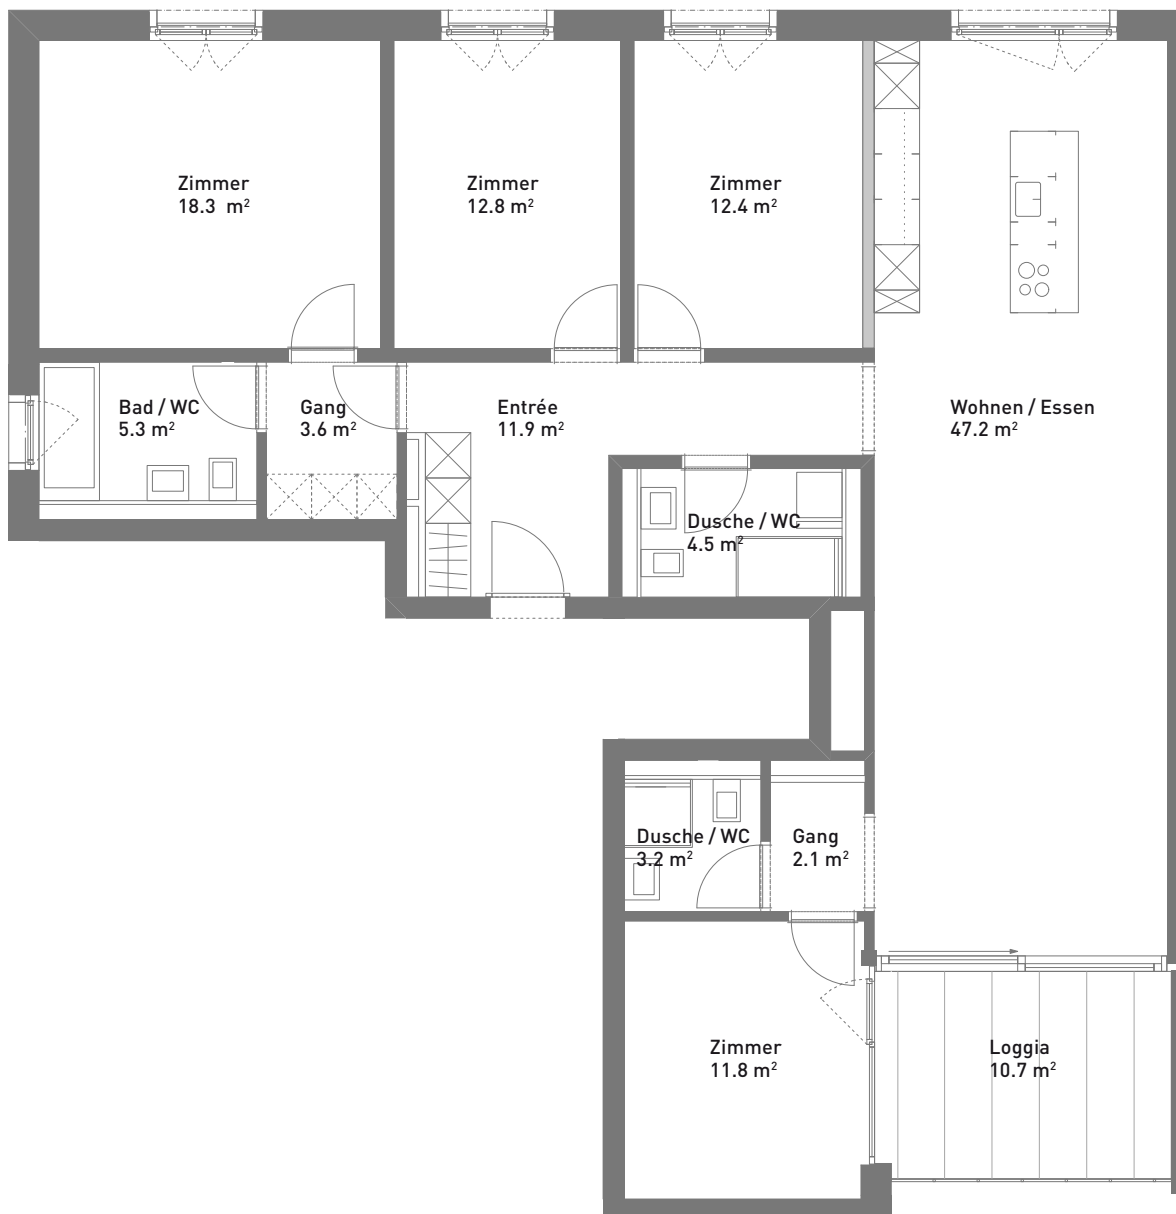 Zimmer
18.3 m²
Zimmer
12.8 m²
Zimmer
12.4 m²
Bad / WC
5.3 m²
Gang
3.6 m²
Entrée
11.9 m²
Wohnen / Essen
47.2 m²
Dusche / WC
4.5 m²
Dusche / WC
3.2 m²
Gang
2.1 m²
Zimmer
11.8 m²
Loggia
10.7 m²